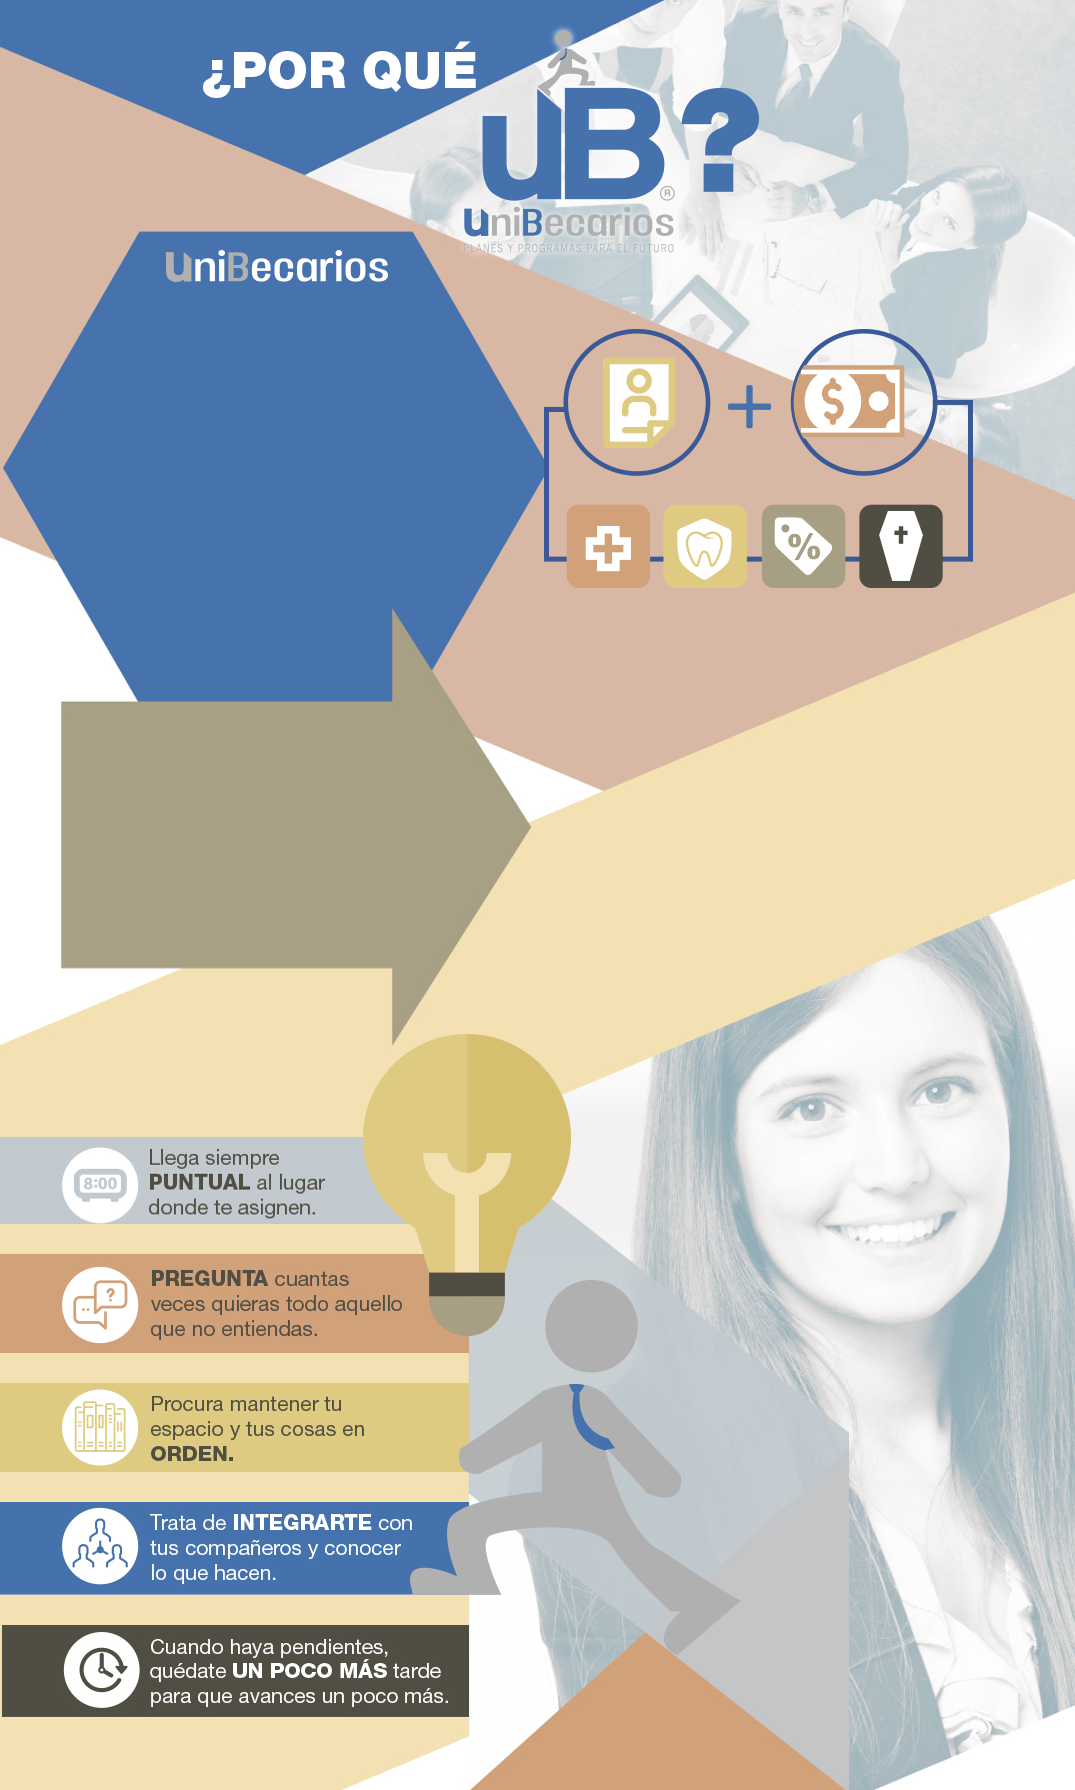 ¿POR QUÉ
uB®?
UniBecarios
PLANES Y PROGRAMAS PARA EL FUTURO
UniBecarios
$
%
8:00
Llega siempre
PUNTUAL al lugar
donde te asignen.
?
PREGUNTA cuantas
veces quieras todo aquello
que no entiendas.
Procura mantener tu
espacio y tus cosas en
ORDEN.
Trata de INTEGRARTE con
tus compañeros y conocer
lo que hacen.
Cuando haya pendientes,
quédate UN POCO MÁS tarde
para que avances un poco más.